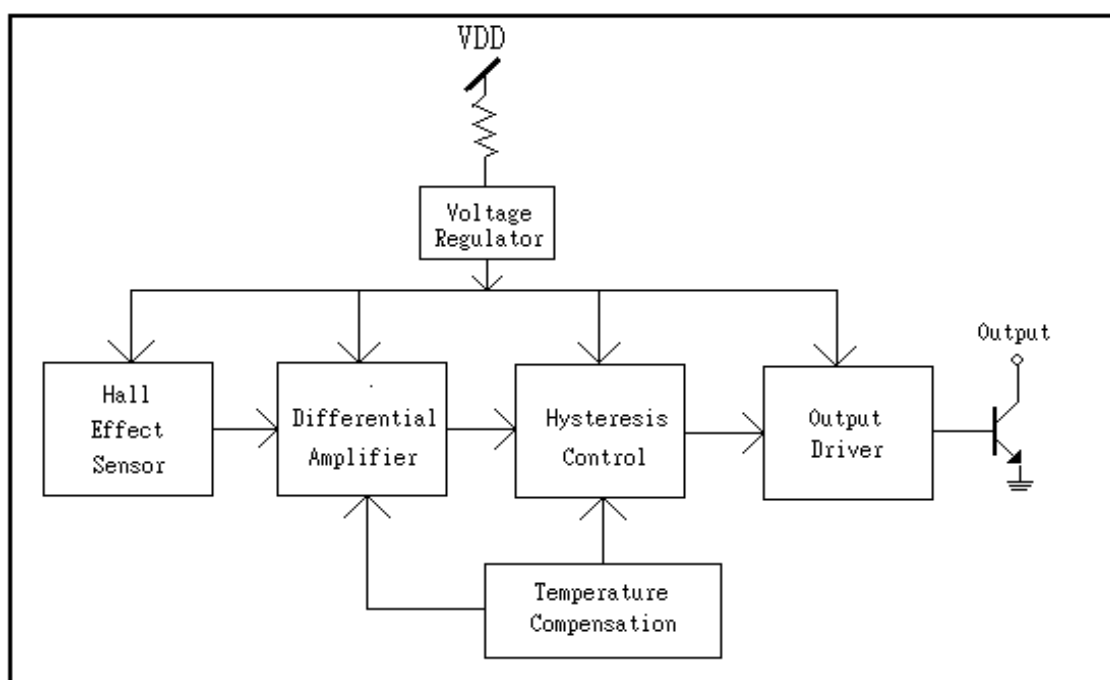 VDD
Voltage
Regulator
Hall
Effect
Sensor
Differential
Amplifier
Hysteresis
Control
Output
Driver
Output
Temperature
Compensation